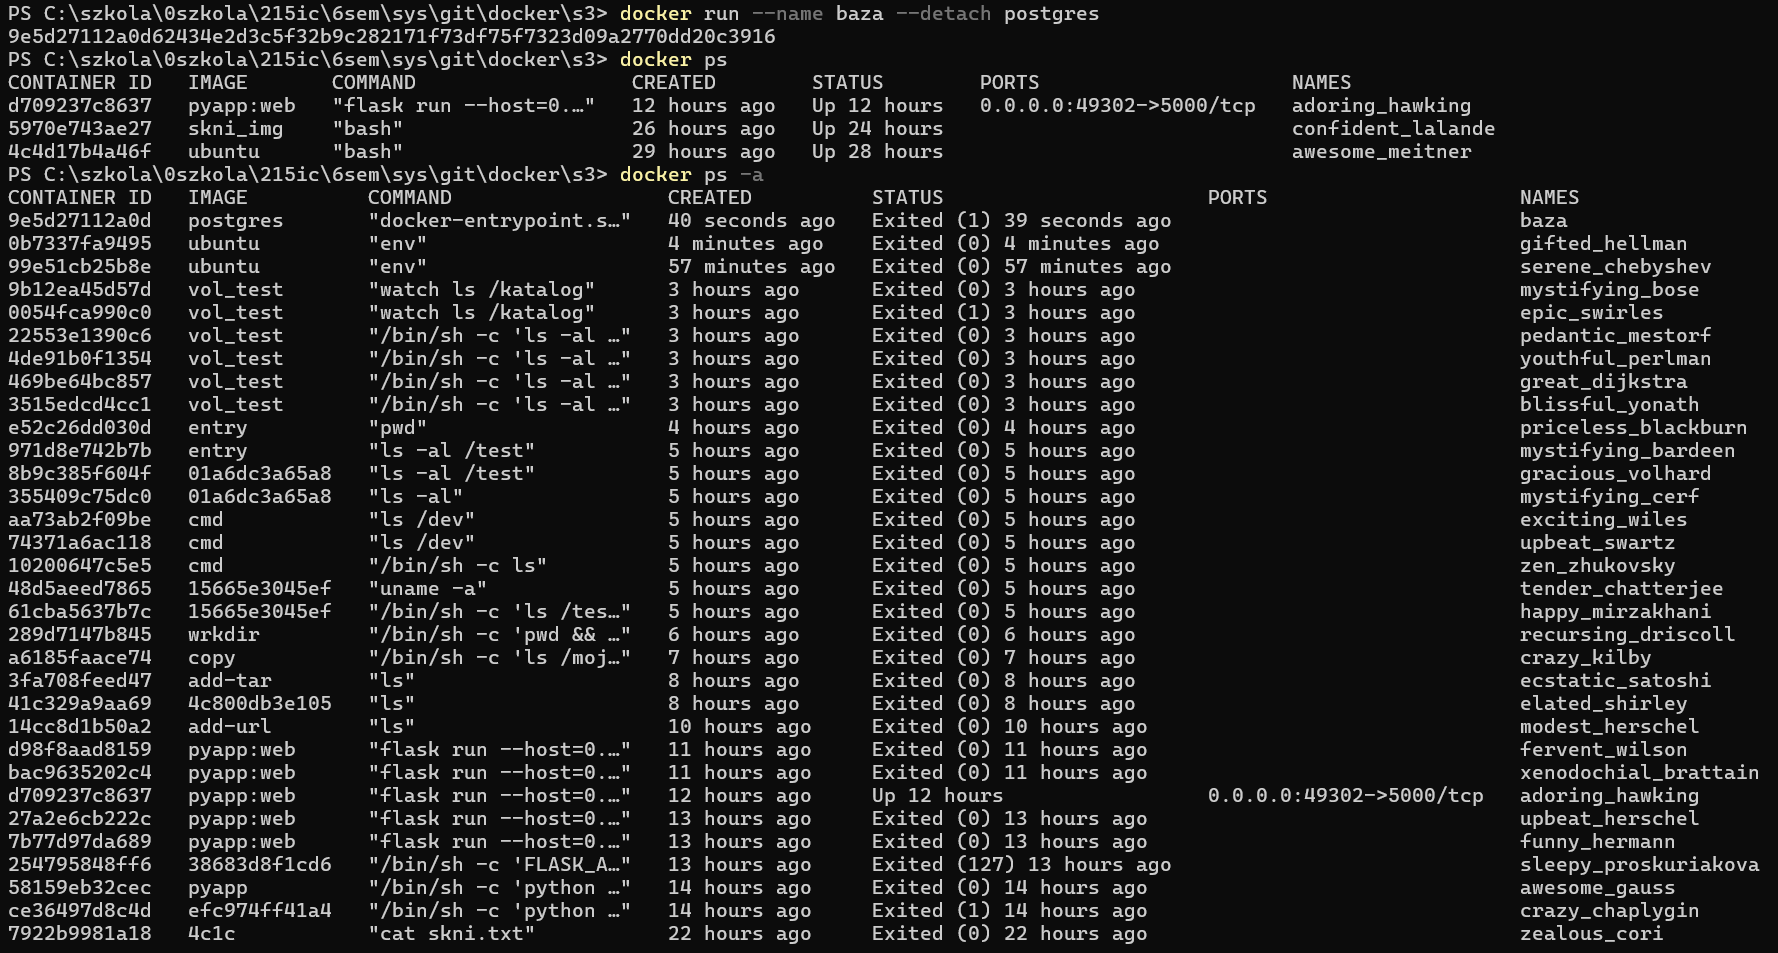 PS C:\szkola\0szkola\215ic\6sem\sys\git\docker\s3> docker run --name baza --detach postgres
9e5d27112a0d62434e2d3c5f32b9c282171f73df75f7323d09a2770dd20c3916
PS C:\szkola\0szkola\215ic\6sem\sys\git\docker\s3> docker ps
CONTAINER ID   IMAGE       COMMAND                  CREATED        STATUS        PORTS                     NAMES
d709237c8637   pyapp:web   "flask run --host=0.…"   12 hours ago   Up 12 hours   0.0.0.0:49302->5000/tcp   adoring_hawking
5970e743ae27   skni_img    "bash"                   26 hours ago   Up 24 hours                             confident_lalande
4c4d17b4a46f   ubuntu      "bash"                   29 hours ago   Up 28 hours                             awesome_meitner
PS C:\szkola\0szkola\215ic\6sem\sys\git\docker\s3> docker ps -a
CONTAINER ID   IMAGE          COMMAND                  CREATED          STATUS                      PORTS                     NAMES
9e5d27112a0d   postgres       "docker-entrypoint.s…"   40 seconds ago   Exited (1) 39 seconds ago                             baza
0b7337fa9495   ubuntu         "env"                    4 minutes ago    Exited (0) 4 minutes ago                              gifted_hellman
99e51cb25b8e   ubuntu         "env"                    57 minutes ago   Exited (0) 57 minutes ago                             serene_chebyshev
9b12ea45d57d   vol_test       "watch ls /katalog"      3 hours ago      Exited (0) 3 hours ago                                mystifying_bose
0054fca990c0   vol_test       "watch ls /katalog"      3 hours ago      Exited (1) 3 hours ago                                epic_swirles
22553e1390c6   vol_test       "/bin/sh -c 'ls -al …"   3 hours ago      Exited (0) 3 hours ago                                pedantic_mestorf
4de91b0f1354   vol_test       "/bin/sh -c 'ls -al …"   3 hours ago      Exited (0) 3 hours ago                                youthful_perlman
469be64bc857   vol_test       "/bin/sh -c 'ls -al …"   3 hours ago      Exited (0) 3 hours ago                                great_dijkstra
3515edcd4cc1   vol_test       "/bin/sh -c 'ls -al …"   3 hours ago      Exited (0) 3 hours ago                                blissful_yonath
e52c26dd030d   entry          "pwd"                    4 hours ago      Exited (0) 4 hours ago                                priceless_blackburn
971d8e742b7b   entry          "ls -al /test"           5 hours ago      Exited (0) 5 hours ago                                mystifying_bardeen
8b9c385f604f   01a6dc3a65a8   "ls -al /test"           5 hours ago      Exited (0) 5 hours ago                                gracious_volhard
355409c75dc0   01a6dc3a65a8   "ls -al"                 5 hours ago      Exited (0) 5 hours ago                                mystifying_cerf
aa73ab2f09be   cmd            "ls /dev"                5 hours ago      Exited (0) 5 hours ago                                exciting_wiles
74371a6ac118   cmd            "ls /dev"                5 hours ago      Exited (0) 5 hours ago                                upbeat_swartz
10200647c5e5   cmd            "/bin/sh -c ls"          5 hours ago      Exited (0) 5 hours ago                                zen_zhukovsky
48d5aeed7865   15665e3045ef   "uname -a"               5 hours ago      Exited (0) 5 hours ago                                tender_chatterjee
61cba5637b7c   15665e3045ef   "/bin/sh -c 'ls /tes…"   5 hours ago      Exited (0) 5 hours ago                                happy_mirzakhani
289d7147b845   wrkdir         "/bin/sh -c 'pwd && …"   6 hours ago      Exited (0) 6 hours ago                                recursing_driscoll
a6185faace74   copy           "/bin/sh -c 'ls /moj…"   7 hours ago      Exited (0) 7 hours ago                                crazy_kilby
3fa708feed47   add-tar        "ls"                     8 hours ago      Exited (0) 8 hours ago                                ecstatic_satoshi
41c329a9aa69   4c800db3e105   "ls"                     8 hours ago      Exited (0) 8 hours ago                                elated_shirley
14cc8d1b50a2   add-url        "ls"                     10 hours ago     Exited (0) 10 hours ago                               modest_herschel
d98f8aad8159   pyapp:web      "flask run --host=0.…"   11 hours ago     Exited (0) 11 hours ago                               fervent_wilson
bac9635202c4   pyapp:web      "flask run --host=0.…"   11 hours ago     Exited (0) 11 hours ago                               xenodochial_brattain
d709237c8637   pyapp:web      "flask run --host=0.…"   12 hours ago     Up 12 hours                 0.0.0.0:49302->5000/tcp   adoring_hawking
27a2e6cb222c   pyapp:web      "flask run --host=0.…"   13 hours ago     Exited (0) 13 hours ago                               upbeat_herschel
7b77d97da689   pyapp:web      "flask run --host=0.…"   13 hours ago     Exited (0) 13 hours ago                               funny_hermann
254795848ff6   38683d8f1cd6   "/bin/sh -c 'FLASK_A…"   13 hours ago     Exited (127) 13 hours ago                             sleepy_proskuriakova
58159eb32cec   pyapp          "/bin/sh -c 'python …"   14 hours ago     Exited (0) 14 hours ago                               awesome_gauss
ce36497d8c4d   efc974ff41a4   "/bin/sh -c 'python …"   14 hours ago     Exited (1) 14 hours ago                               crazy_chaplygin
7922b9981a18   4c1c           "cat skni.txt"           22 hours ago     Exited (0) 22 hours ago                               zealous_cori